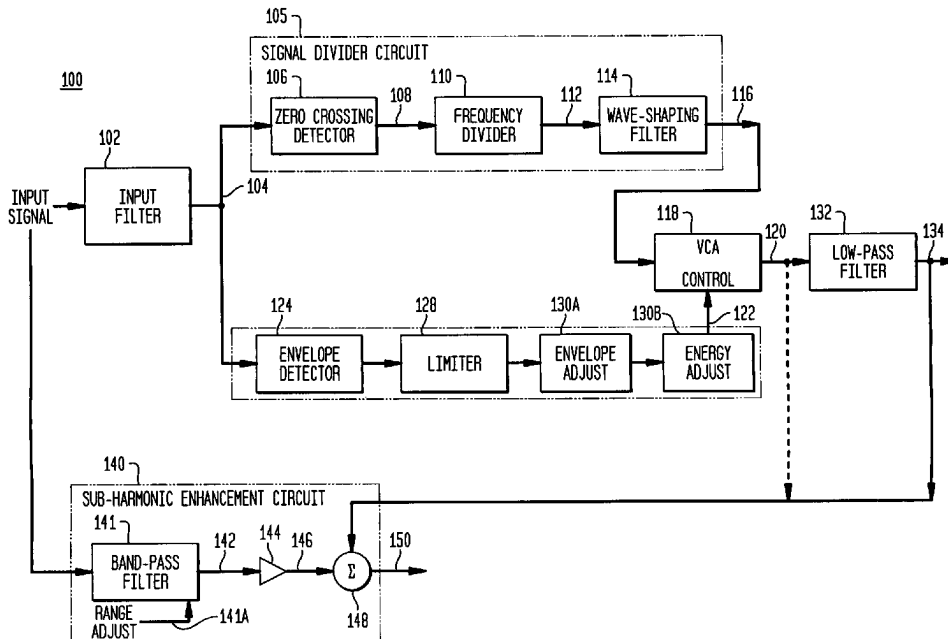 105
SIGNAL DIVIDER CIRCUIT
100
106
110
114
108
112
116
ZERO CROSSING
DETECTOR
FREQUENCY
DIVIDER
WAVE-SHAPING
FILTER
102
104
INPUT
SIGNAL
INPUT
FILTER
118
120
132
134
VCA
CONTROL
LOW-PASS
FILTER
124
128
130A
130B
122
ENVELOPE
DETECTOR
LIMITER
ENVELOPE
ADJUST
ENERGY
ADJUST
140
SUB-HARMONIC ENHANCEMENT CIRCUIT
141
142
144
146
150
BAND-PASS
FILTER
Σ
148
RANGE
ADJUST
141A